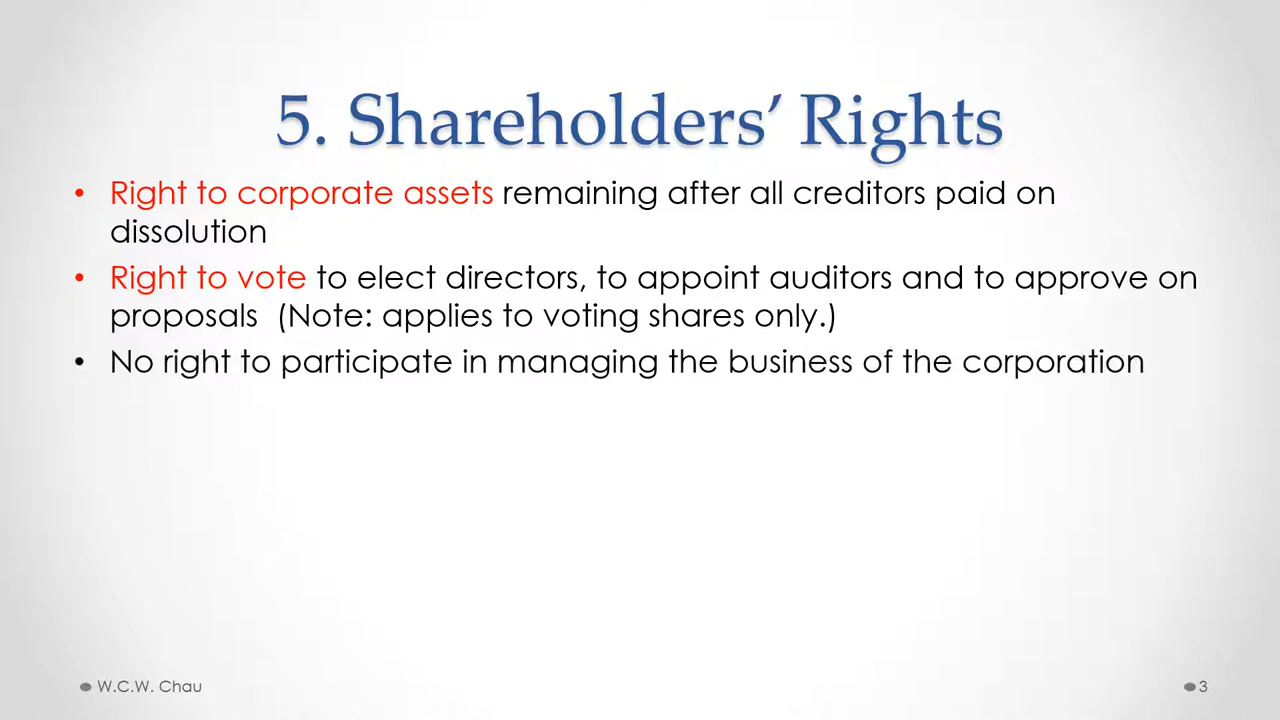 5. Shareholders’ Rights
• Right to corporate assets remaining after all creditors paid on
dissolution
• Right to vote to elect directors, to appoint auditors and to approve on
proposals  (Note: applies to voting shares only.)
• No right to participate in managing the business of the corporation
W.C.W. Chau
3